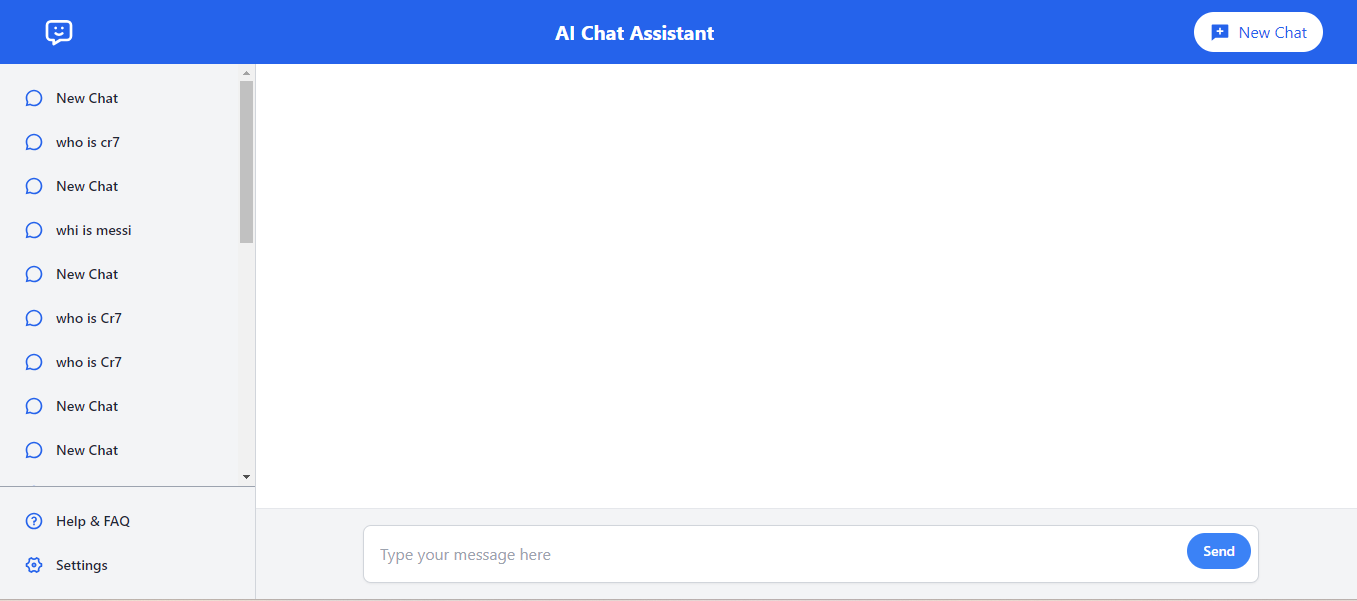 AI Chat Assistant
New Chat
New Chat
who is cr7
New Chat
whi is messi
New Chat
who is Cr7
who is Cr7
New Chat
New Chat
Help & FAQ
Settings
Type your message here
Send